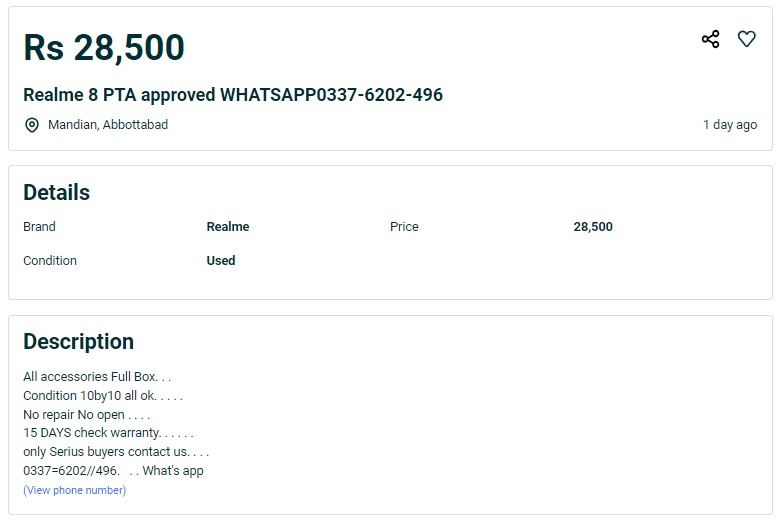 Rs 28,500
Realme 8 PTA approved WHATSAPP0337-6202-496
Mandian, Abbottabad 1 day ago
Details
Brand Realme Price 28,500
Condition Used
Description
All accessories Full Box. . .
Condition 10by10 all ok. . . . .
No repair No open . . . .
15 DAYS check warranty. . . . . .
only Serius buyers contact us. . . .
0337=6202//496. . . What's app
(View phone number)